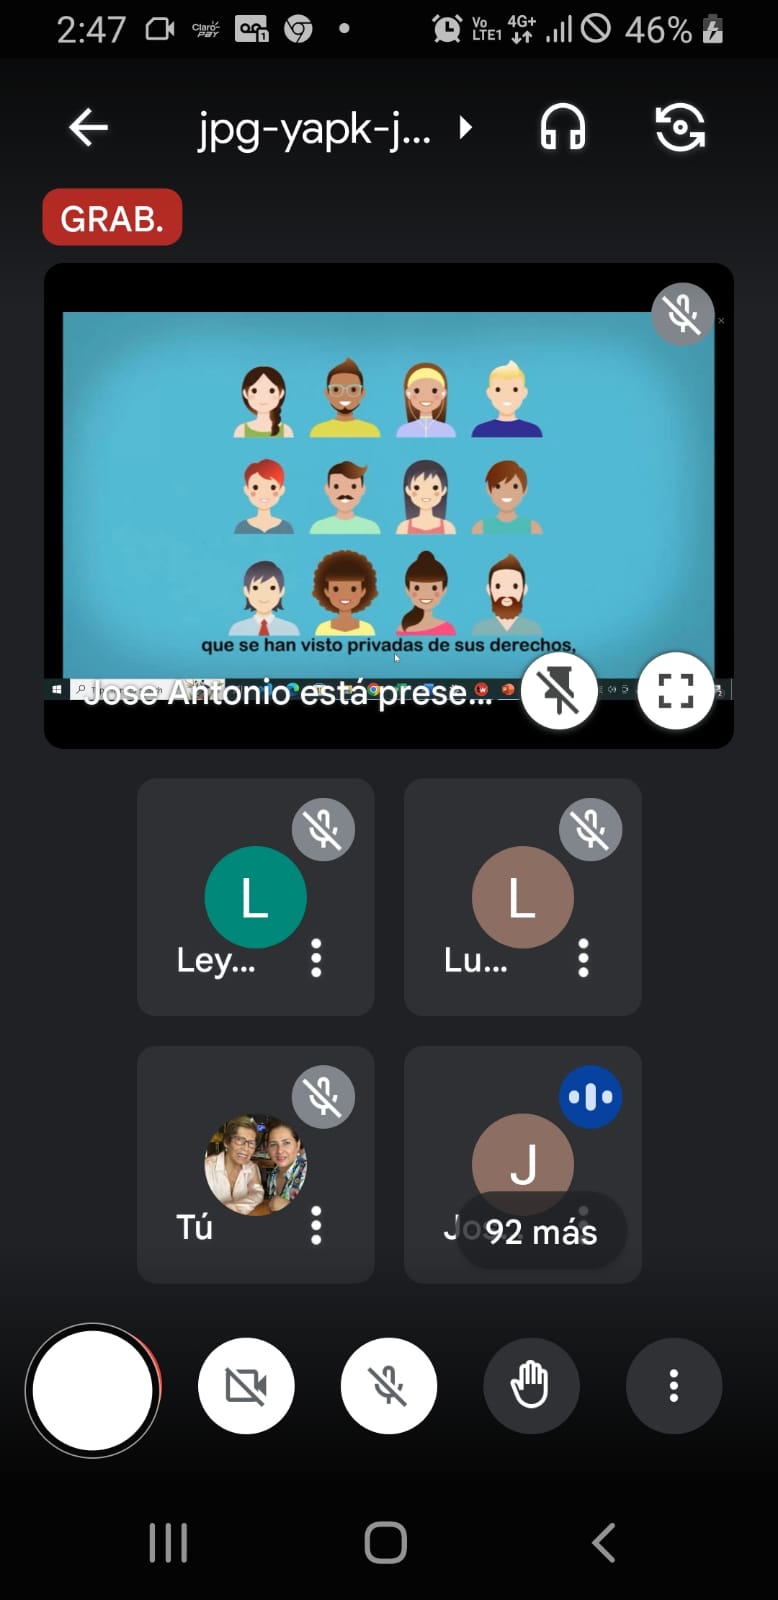 2:47
Claro
PAY
1
Vo
LTE1
4G+
46%
jpg-yapk-j...
GRAB.
que se han visto privadas de sus derechos,
Jose Antonio está prese...
L
Ley...
L
Lu...
Tú
J
92 más